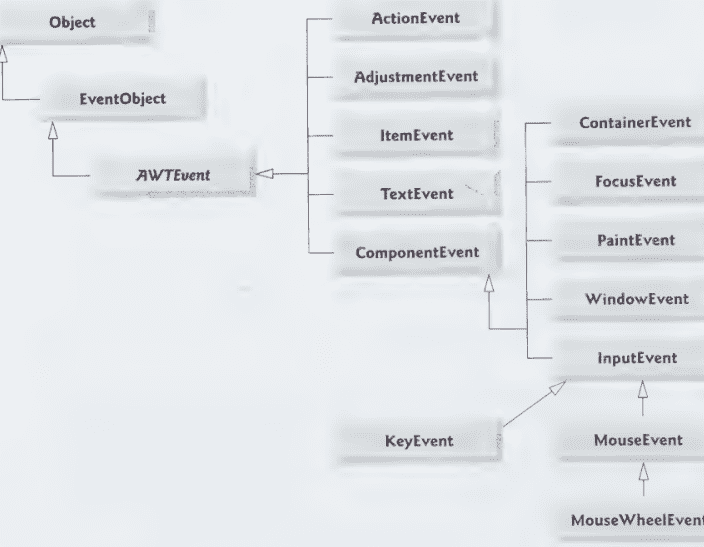 Object
EventObject
AWTEvent
ActionEvent
AdjustmentEvent
ItemEvent
TextEvent
ComponentEvent
ContainerEvent
FocusEvent
PaintEvent
WindowEvent
InputEvent
KeyEvent
MouseEvent
MouseWheelEvent